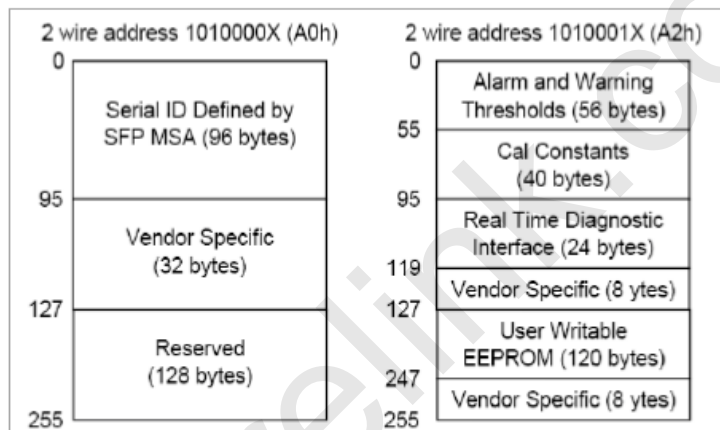 2 wire address 1010000X (A0h)
0
Serial ID Defined by
SFP MSA (96 bytes)
95
Vendor Specific
(32 bytes)
127
Reserved
(128 bytes)
255
2 wire address 1010001X (A2h)
0
Alarm and Warning
Thresholds (56 bytes)
55
Cal Constants
(40 bytes)
95
Real Time Diagnostic
Interface (24 bytes)
119
Vendor Specific (8 ytes)
127
User Writable
EEPROM (120 bytes)
247
Vendor Specific (8 ytes)
255